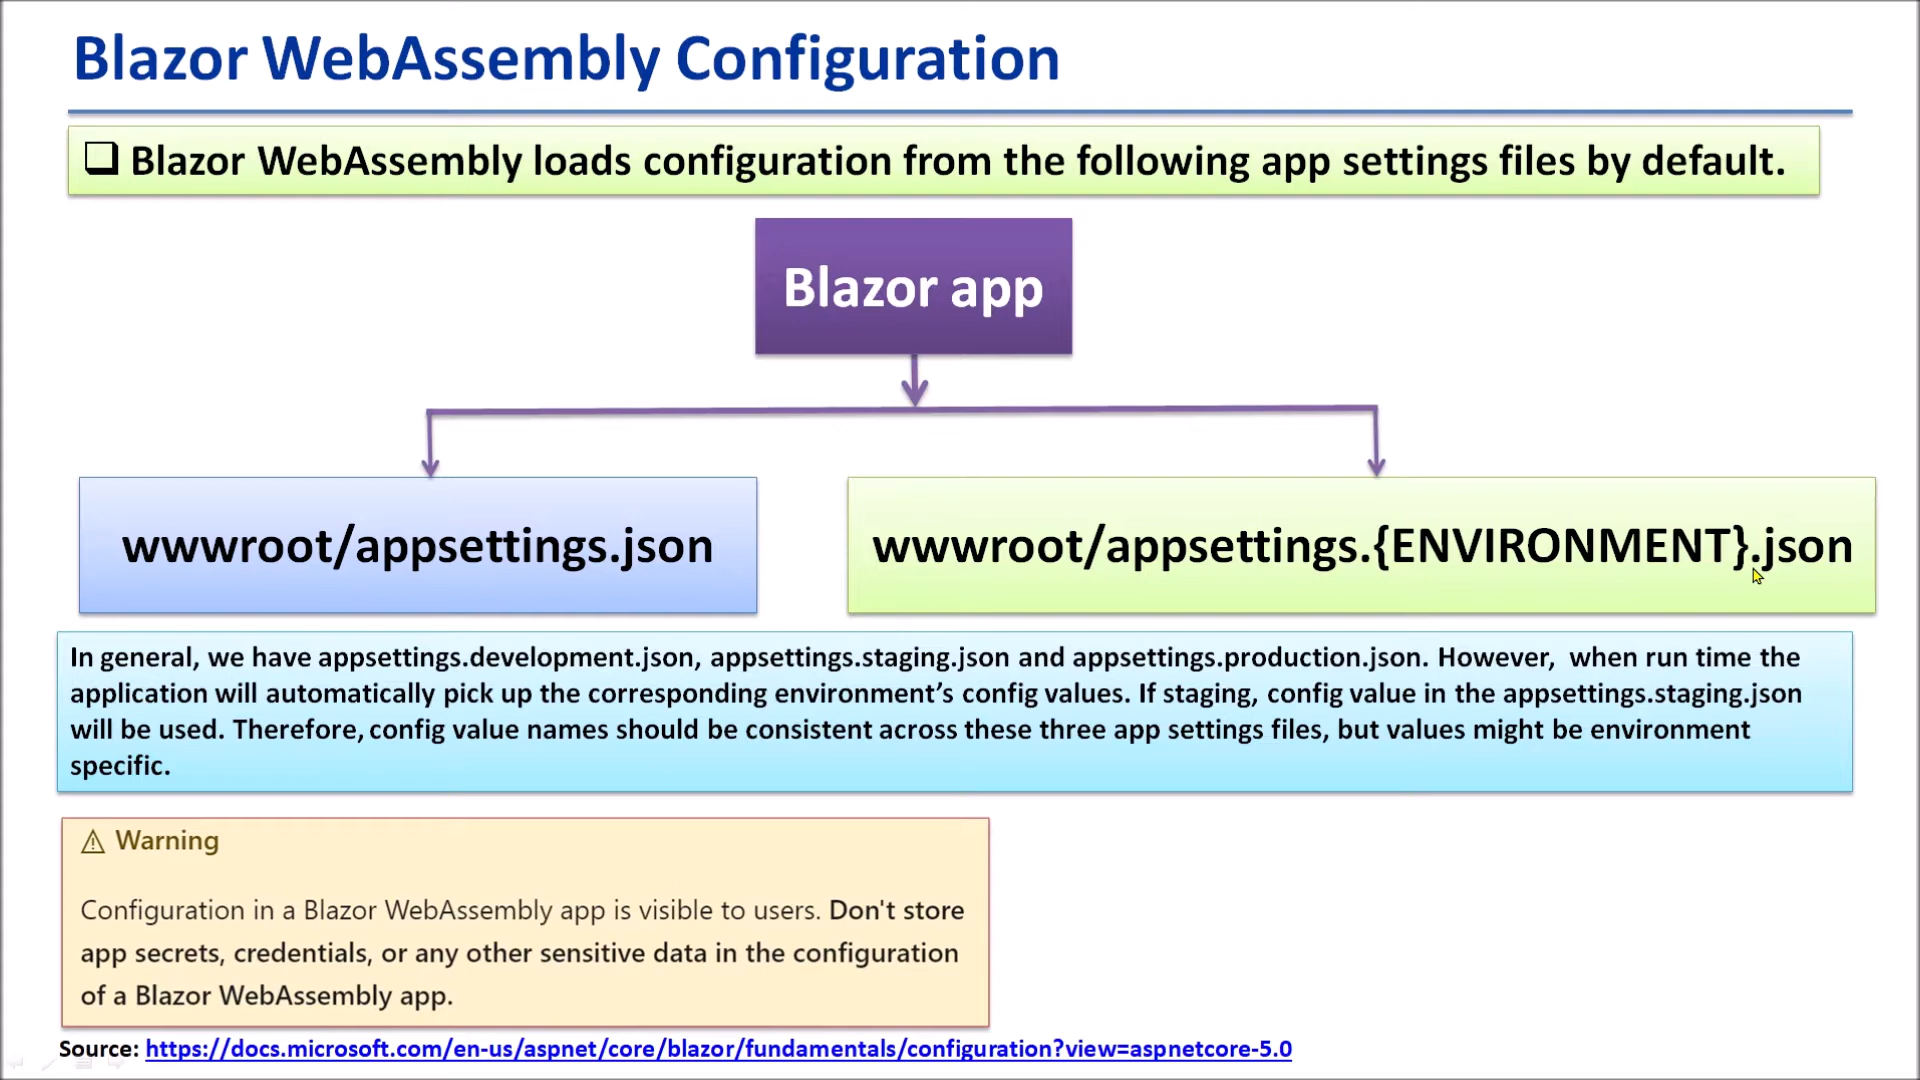 Blazor WebAssembly Configuration
Blazor WebAssembly loads configuration from the following app settings files by default.
Blazor app
wwwroot/appsettings.json
wwwroot/appsettings.{ENVIRONMENT}.json
In general, we have appsettings.development.json, appsettings.staging.json and appsettings.production.json. However, when run time the
application will automatically pick up the corresponding environment’s config values. If staging, config value in the appsettings.staging.json
will be used. Therefore, config value names should be consistent across these three app settings files, but values might be environment
specific.
Warning
Configuration in a Blazor WebAssembly app is visible to users. Don't store
app secrets, credentials, or any other sensitive data in the configuration
of a Blazor WebAssembly app.
Source: https://docs.microsoft.com/en-us/aspnet/core/blazor/fundamentals/configuration?view=aspnetcore-5.0